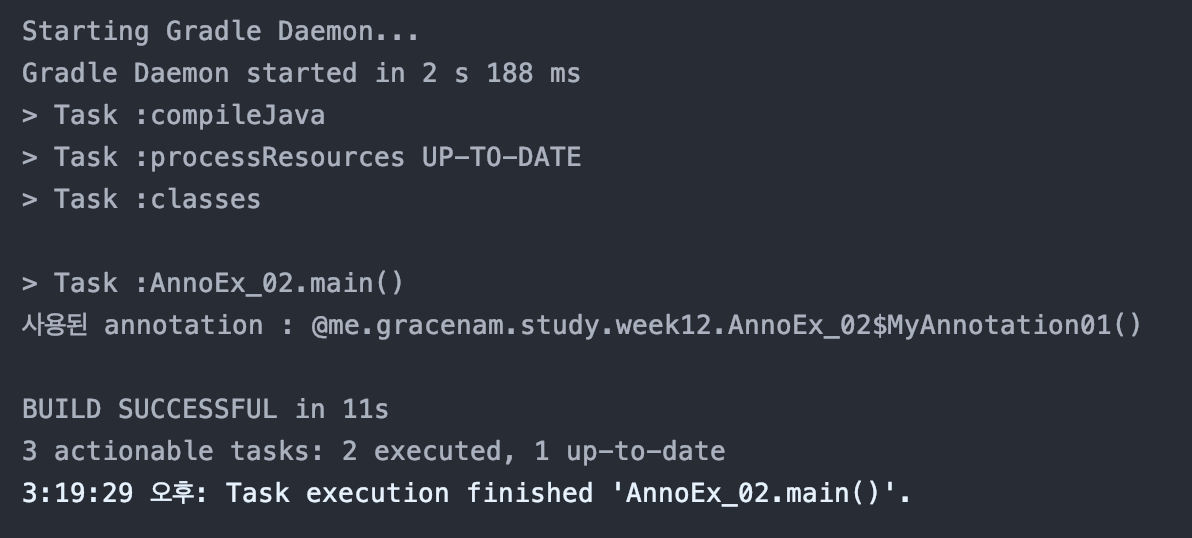 Starting Gradle Daemon...
Gradle Daemon started in 2 s 188 ms
> Task :compileJava
> Task :processResources UP-TO-DATE
> Task :classes
> Task :AnnoEx_02.main()
사용된 annotation : @me.gracenam.study.week12.AnnoEx_02$MyAnnotation01()
BUILD SUCCESSFUL in 11s
3 actionable tasks: 2 executed, 1 up-to-date
3:19:29 오후: Task execution finished 'AnnoEx_02.main()'.